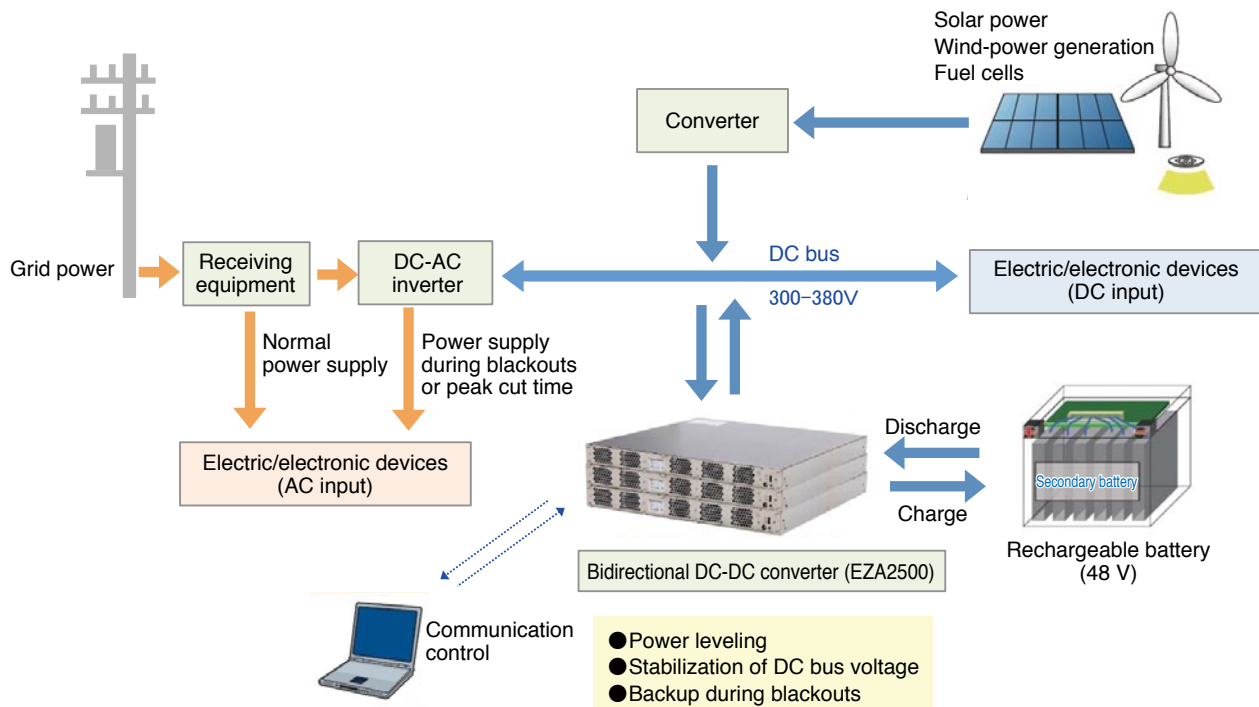 Solar power
Wind-power generation
Fuel cells
Converter
Grid power
Receiving
equipment
DC-AC
inverter
DC bus
300-380V
Electric/electronic devices
(DC input)
Normal
power supply
Power supply
during blackouts
or peak cut time
Electric/electronic devices
(AC input)
Discharge
Charge
Secondary battery
Rechargeable battery
(48 V)
Bidirectional DC-DC converter (EZA2500)
Communication
control
●Power leveling
●Stabilization of DC bus voltage
●Backup during blackouts